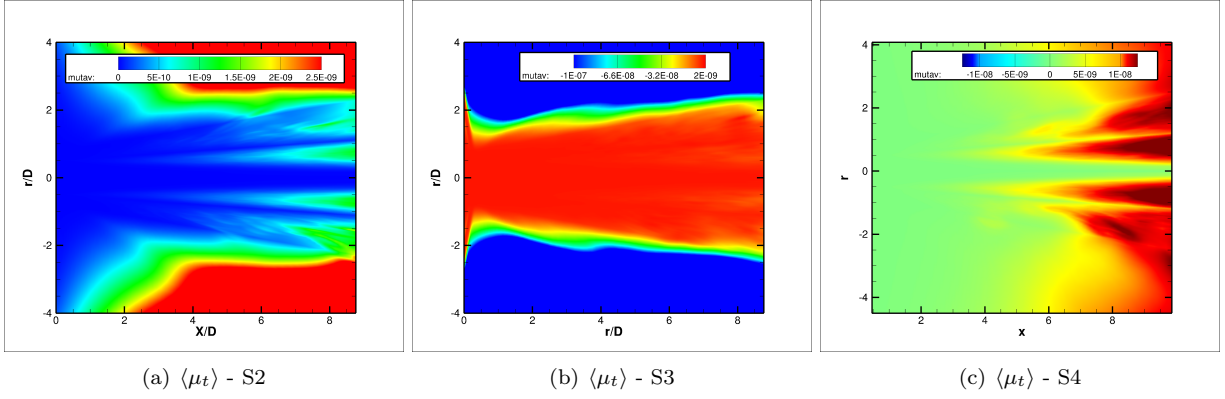 mutav: 0 5E-10 1E-09 1.5E-09 2E-09 2.5E-09
4
2
0
-2
-4
r/D
0 2 4 6 8
X/D
(a) ⟨μt⟩ - S2
mutav: -1E-07 -6.6E-08 -3.2E-08 2E-09
4
2
0
-2
-4
r/D
0 2 4 6 8
r/D
(b) ⟨μt⟩ - S3
mutav: -1E-08 -5E-09 0 5E-09 1E-08
4
2
0
-2
-4
r
2 4 6 8
x
(c) ⟨μt⟩ - S4